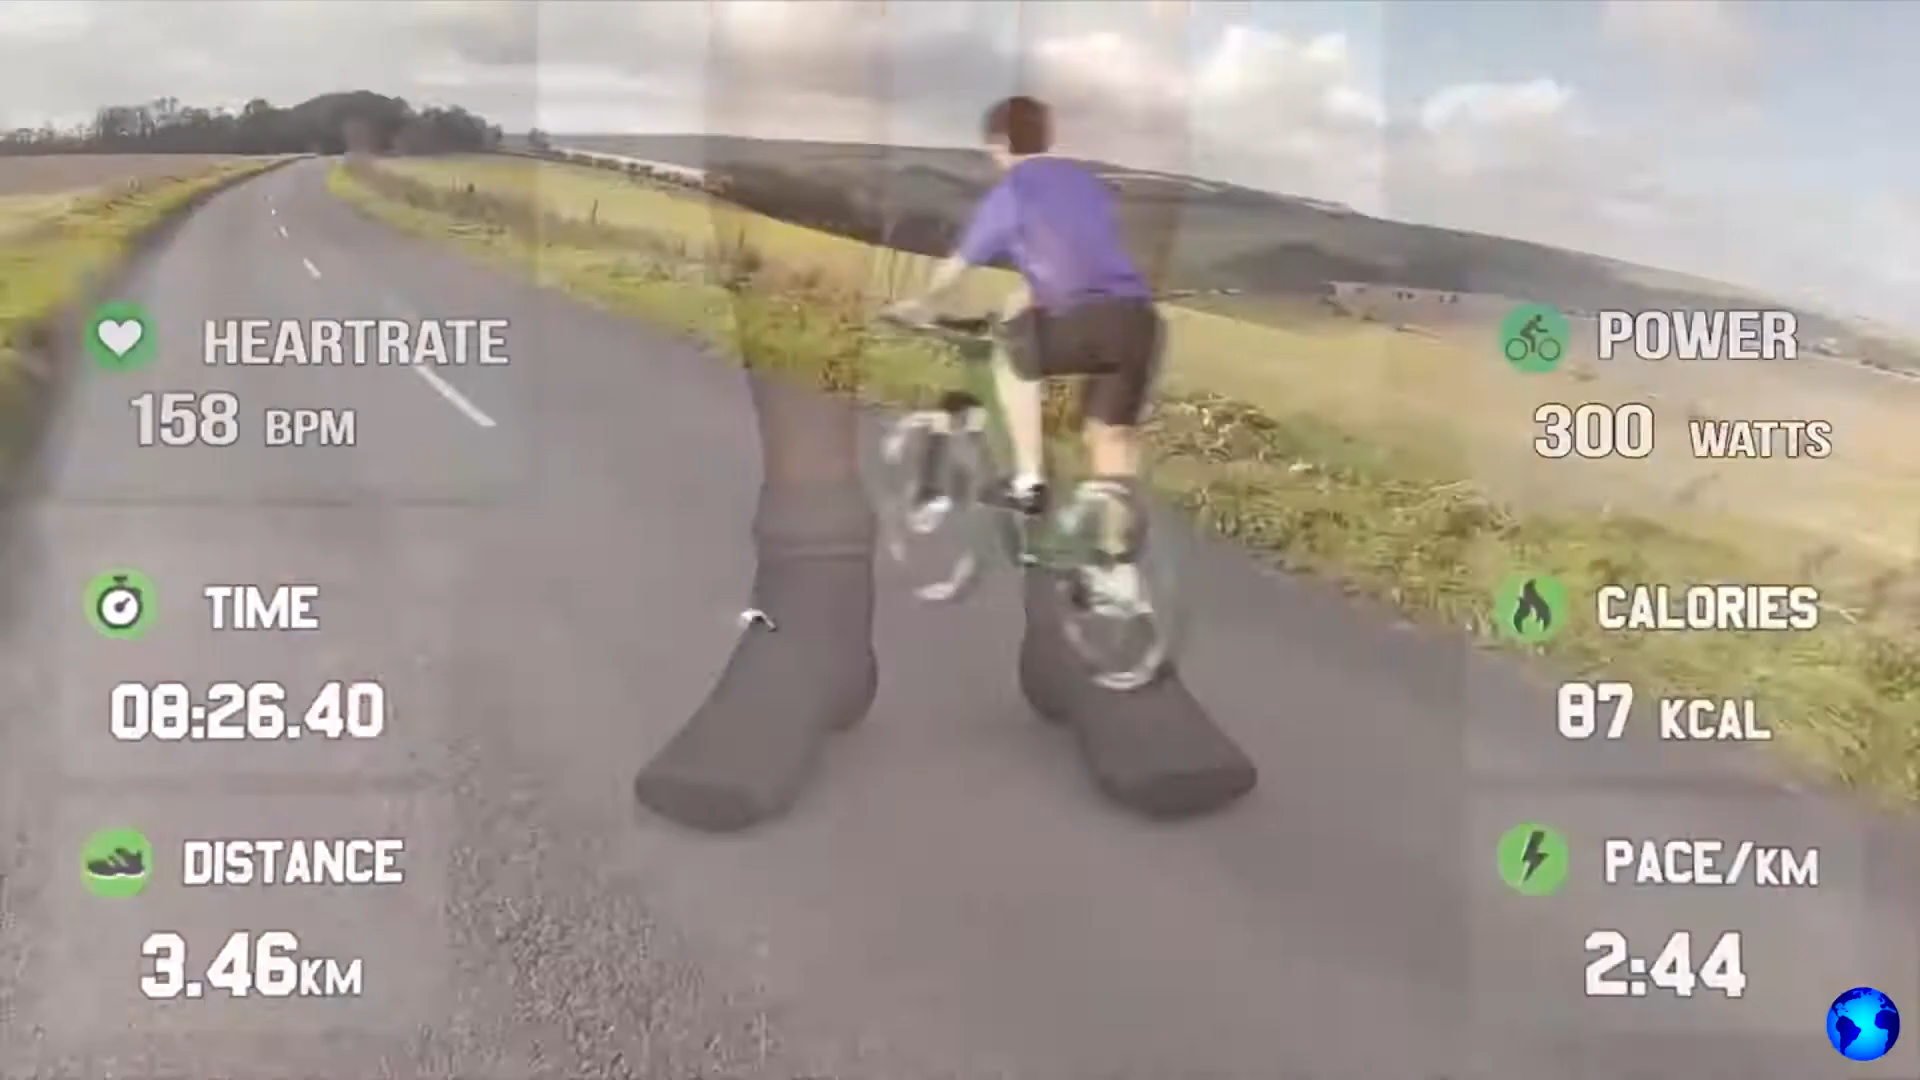 HEARTRATE
158 BPM
TIME
08:26.40
DISTANCE
3.46KM
POWER
300 WATTS
CALORIES
87 KCAL
PACE/KM
2:44